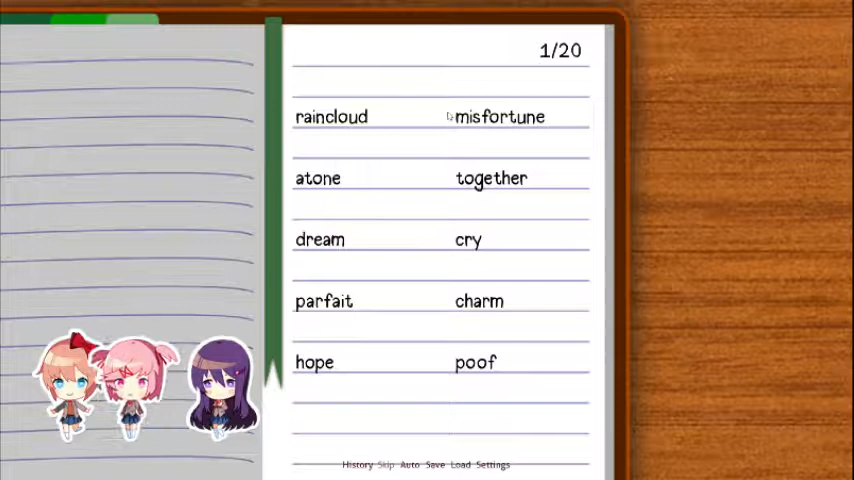 1/20
raincloud misfortune
atone together
dream cry
parfait charm
hope poof
History Skip Auto Save Load Settings